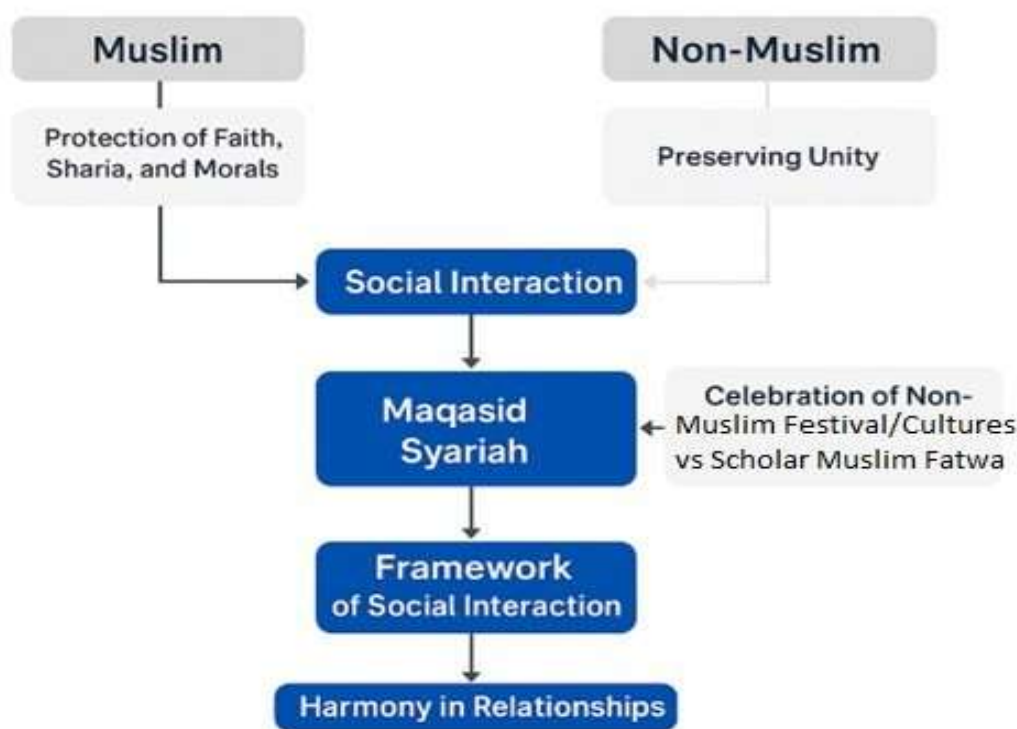 Muslim
Non-Muslim
Protection of Faith,
Sharia, and Morals
Preserving Unity
Social Interaction
Maqasid
Syariah
Celebration of Non-
Muslim Festival/Cultures
vs Scholar Muslim Fatwa
Framework
of Social Interaction
Harmony in Relationships